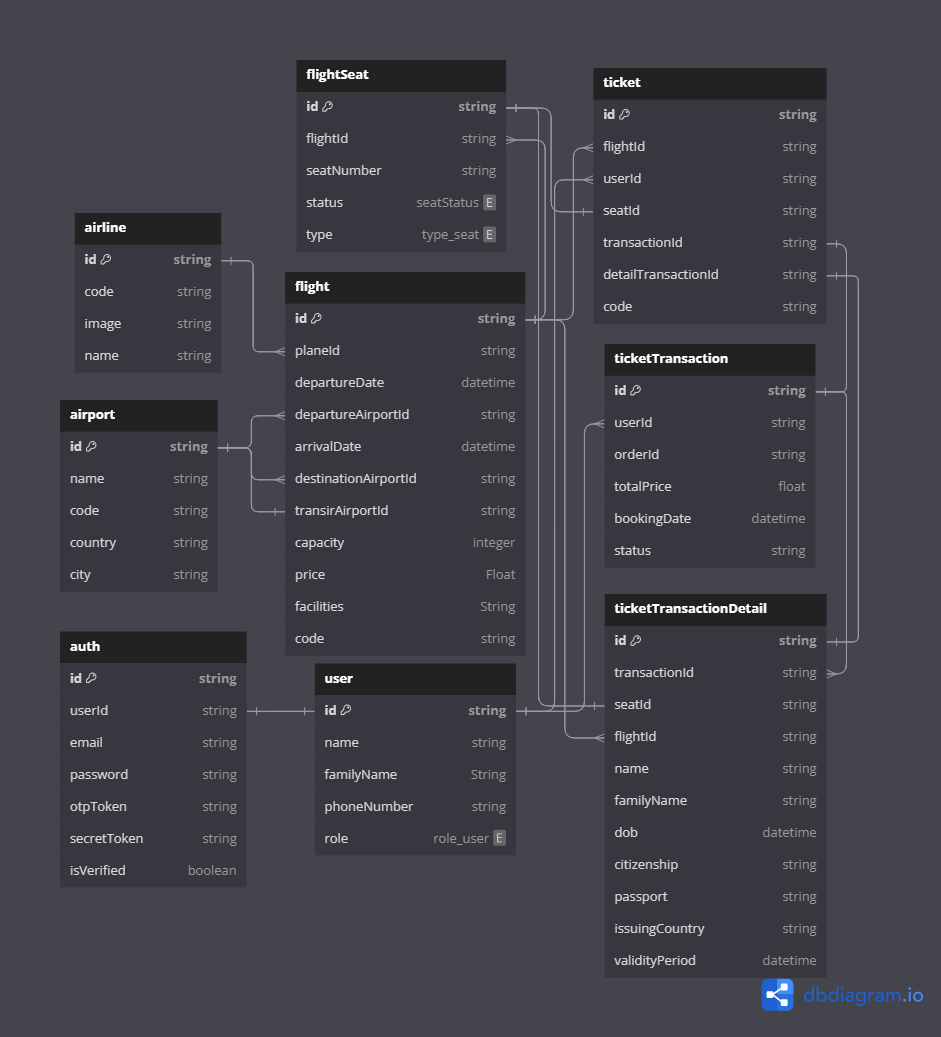 flightSeat
id string
flightId string
seatNumber string
status seatStatus E
type type_seat E
ticket
id string
flightId string
userId string
seatId string
transactionId string
detailTransactionId string
code string
airline
id string
code string
image string
name string
flight
id string
planeId string
departureDate datetime
departureAirportId string
arrivalDate datetime
destinationAirportId string
transirAirportId string
capacity integer
price Float
facilities String
code string
ticketTransaction
id string
userId string
orderId string
totalPrice float
bookingDate datetime
status string
airport
id string
name string
code string
country string
city string
ticketTransactionDetail
id string
transactionId string
seatId string
flightId string
name string
familyName string
dob datetime
citizenship string
passport string
issuingCountry string
validityPeriod datetime
auth
id string
userId string
email string
password string
otpToken string
secretToken string
isVerified boolean
user
id string
name string
familyName String
phoneNumber string
role role_user E
dbdiagram.io